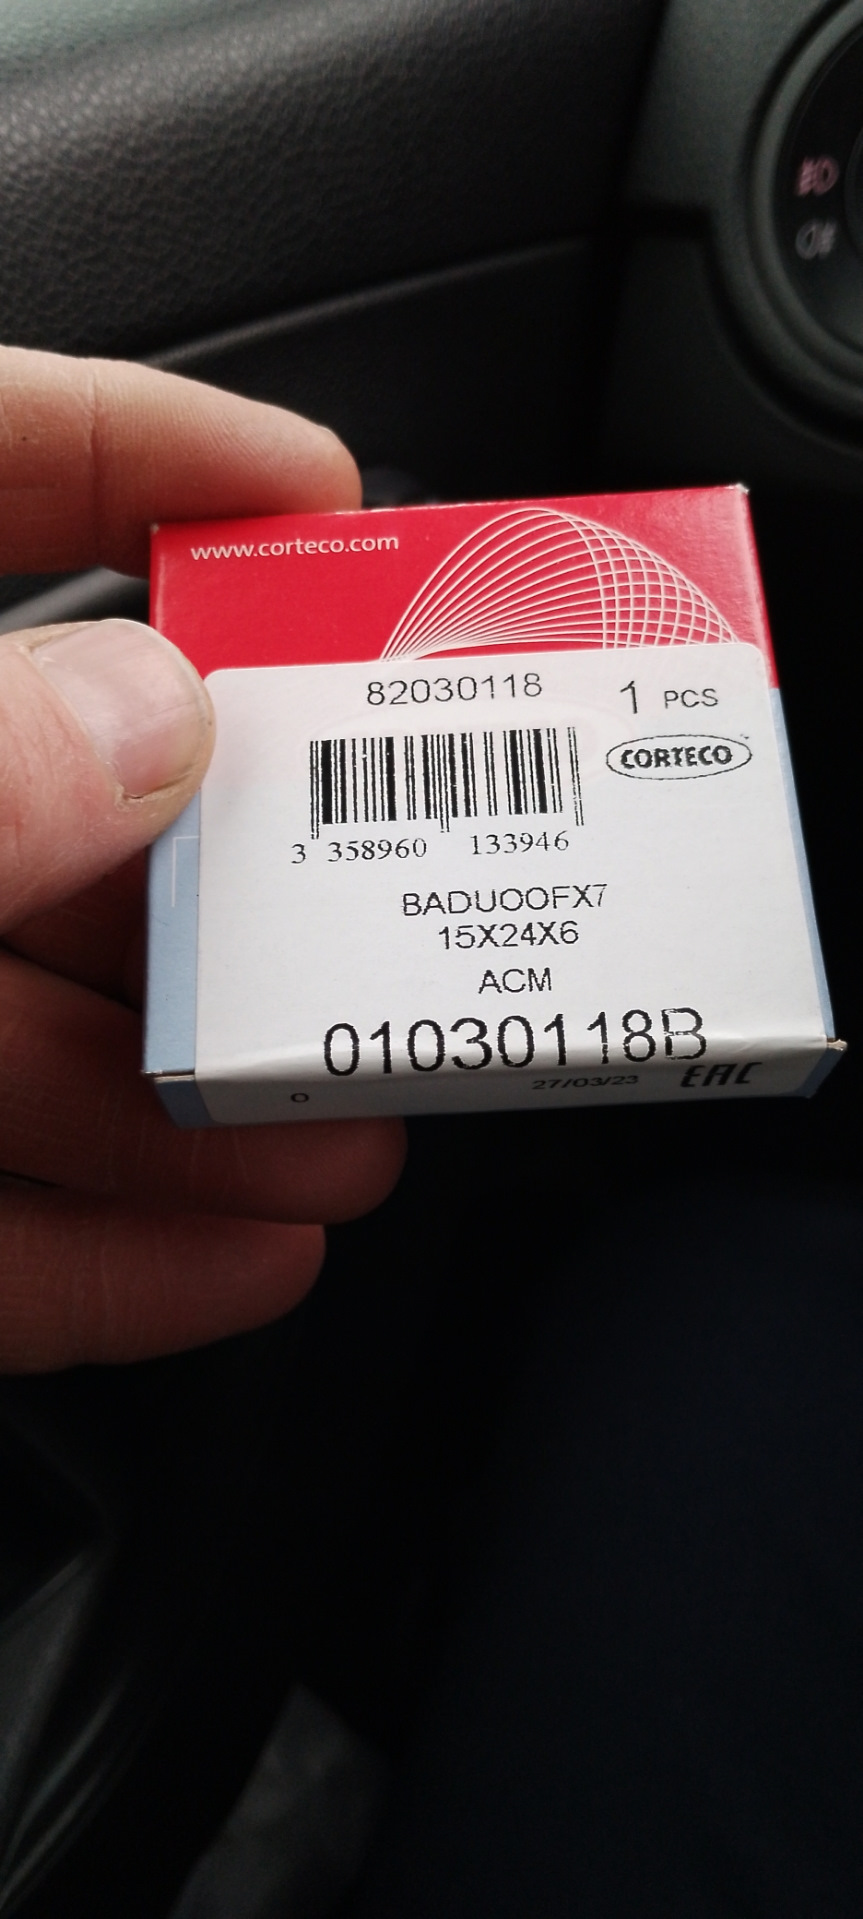 www.corteco.com
82030118
1 PCS
CORTECO
3 358960 133946
BADUOOFX7
15X24X6
ACM
01030118B
0 27/03/23 EAC